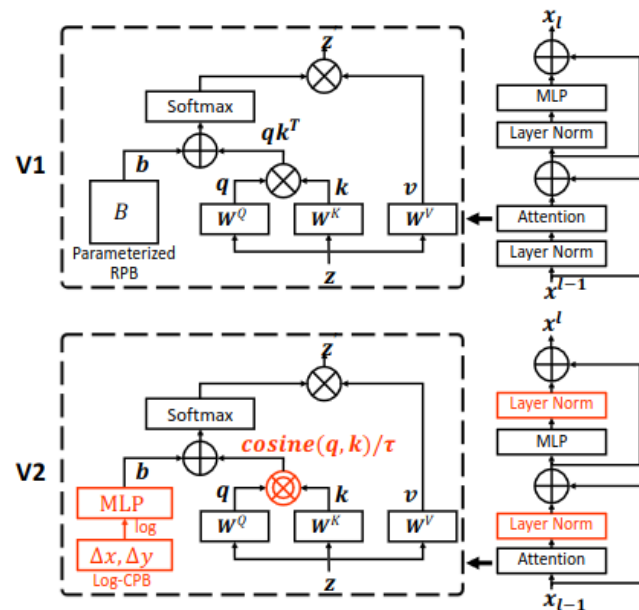 z
Softmax
qkᵀ
V1
b
q
k
v
B
W^Q
W^K
W^V
Parameterized
RPB
z
x_l
MLP
Layer Norm
Attention
Layer Norm
x^{l-1}
z
Softmax
cosine(q, k)/τ
V2
b
q
k
v
MLP
log
W^Q
W^K
W^V
Δx, Δy
Log-CPB
z
x^l
Layer Norm
MLP
Layer Norm
Attention
x_{l-1}